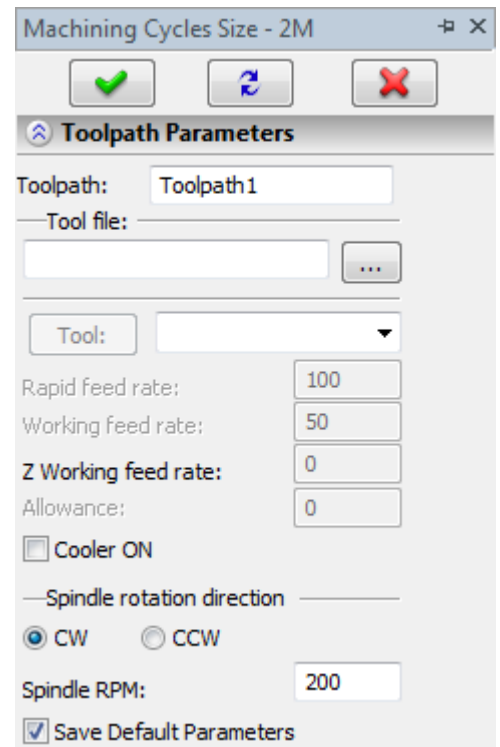 Machining Cycles Size - 2M
Toolpath Parameters
Toolpath: Toolpath1
Tool file:
...
Tool:
Rapid feed rate: 100
Working feed rate: 50
Z Working feed rate: 0
Allowance: 0
Cooler ON
Spindle rotation direction
CW CCW
Spindle RPM: 200
Save Default Parameters